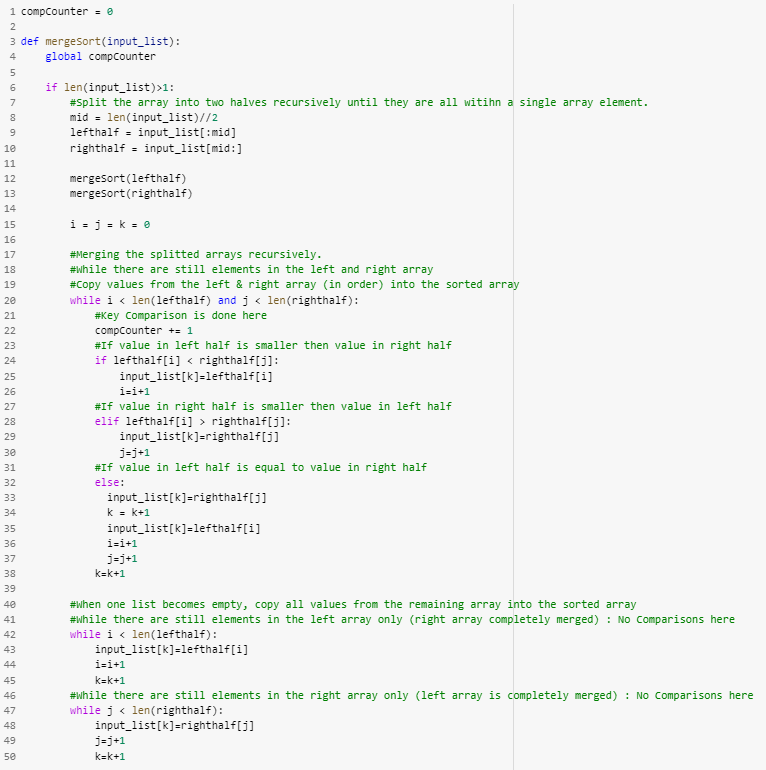 1 compCounter = 0
2
3 def mergeSort(input_list):
4     global compCounter
5
6     if len(input_list)>1:
7         #Split the array into two halves recursively until they are all witihn a single array element.
8         mid = len(input_list)//2
9         lefthalf = input_list[:mid]
10         righthalf = input_list[mid:]
11
12         mergeSort(lefthalf)
13         mergeSort(righthalf)
14
15         i = j = k = 0
16
17         #Merging the splitted arrays recursively.
18         #While there are still elements in the left and right array
19         #Copy values from the left & right array (in order) into the sorted array
20         while i < len(lefthalf) and j < len(righthalf):
21             #Key Comparison is done here
22             compCounter += 1
23             #If value in left half is smaller then value in right half
24             if lefthalf[i] < righthalf[j]:
25                 input_list[k]=lefthalf[i]
26                 i=i+1
27             #If value in right half is smaller then value in left half
28             elif lefthalf[i] > righthalf[j]:
29                 input_list[k]=righthalf[j]
30                 j=j+1
31             #If value in left half is equal to value in right half
32             else:
33               input_list[k]=righthalf[j]
34               k = k+1
35               input_list[k]=lefthalf[i]
36               i=i+1
37               j=j+1
38             k=k+1
39
40         #When one list becomes empty, copy all values from the remaining array into the sorted array
41         #While there are still elements in the left array only (right array completely merged) : No Comparisons here
42         while i < len(lefthalf):
43             input_list[k]=lefthalf[i]
44             i=i+1
45             k=k+1
46         #While there are still elements in the right array only (left array is completely merged) : No Comparisons here
47         while j < len(righthalf):
48             input_list[k]=righthalf[j]
49             j=j+1
50             k=k+1